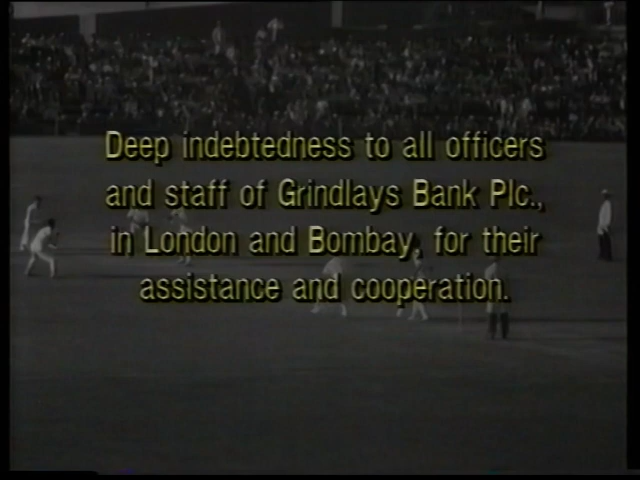 Deep indebtedness to all officers
and staff of Grindlays Bank Plc.,
in London and Bombay, for their
assistance and cooperation.